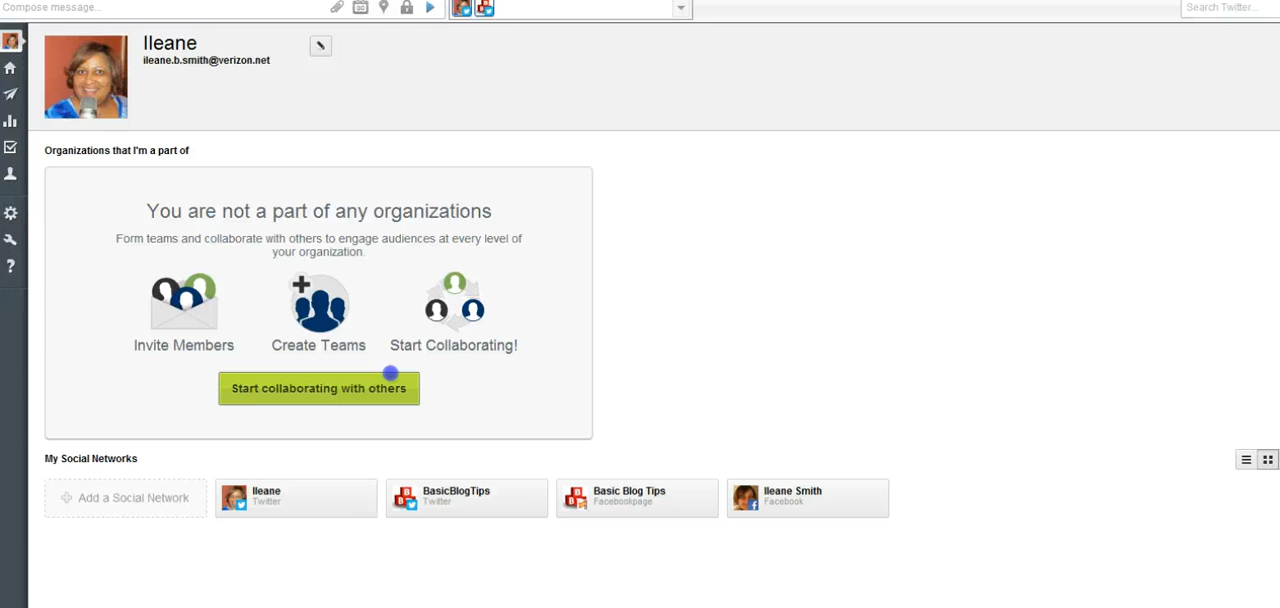 Compose message...
Search Twitter...
Ileane
ileane.b.smith@verizon.net
Organizations that I'm a part of
You are not a part of any organizations
Form teams and collaborate with others to engage audiences at every level of
your organization.
Invite Members
Create Teams
Start Collaborating!
Start collaborating with others
My Social Networks
Add a Social Network
Ileane
Twitter
BasicBlogTips
Twitter
Basic Blog Tips
Facebookpage
Ileane Smith
Facebook